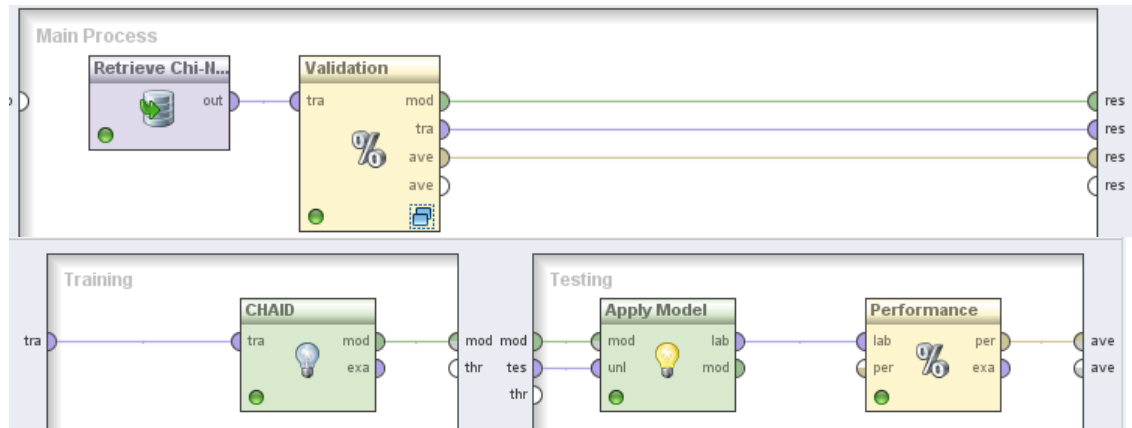 Main Process
Retrieve Chi-N...
out
Validation
tra
mod
tra
ave
ave
res
res
res
res
Training
tra
CHAID
tra
mod
exa
mod
thr
Testing
mod
tes
thr
Apply Model
mod
lab
unl
mod
Performance
lab
per
per
exa
ave
ave